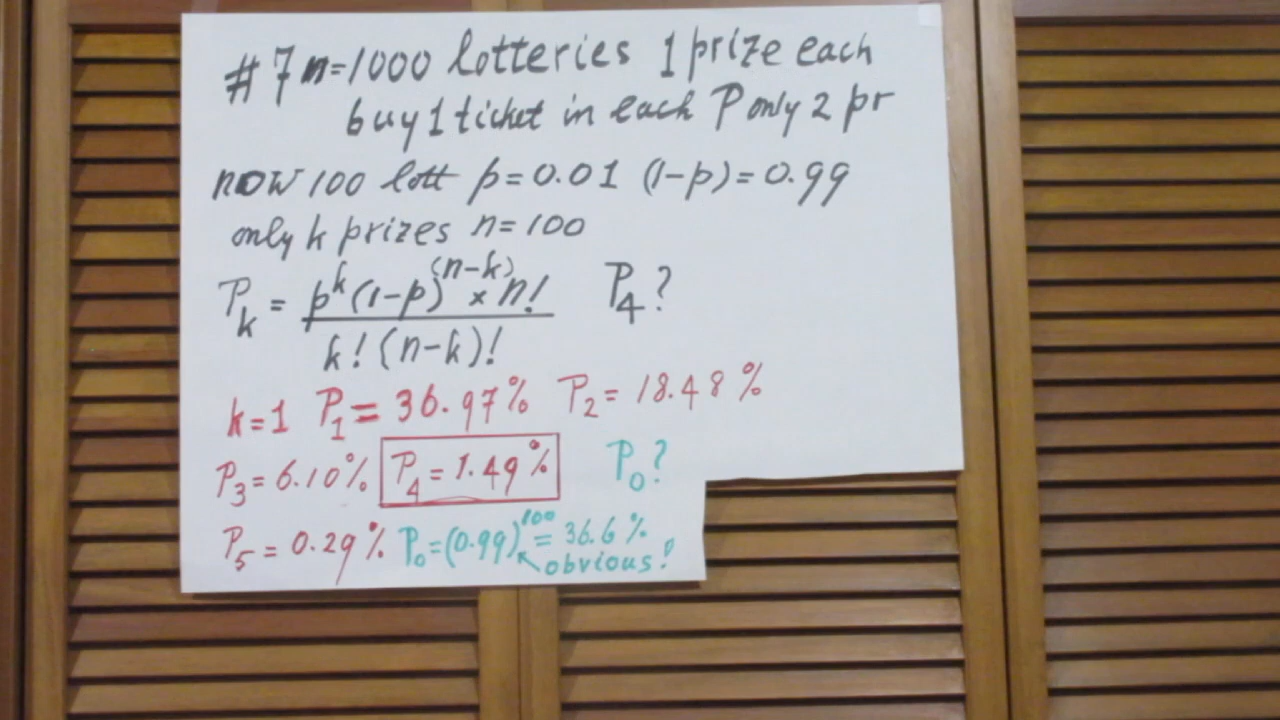 #7 n=1000 lotteries 1 prize each
buy 1 ticket in each P only 2 pr
NOW 100 lott p=0.01 (1-p)=0.99
only k prizes n=100
P_k = p^k (1-p)^(n-k) × n! / k! (n-k)! P_4?
k=1 P_1 = 36.97% P_2 = 18.48%
P_3 = 6.10% P_4 = 1.49% P_0?
P_5 = 0.29% P_0 = (0.99)^100 = 36.6%
obvious!